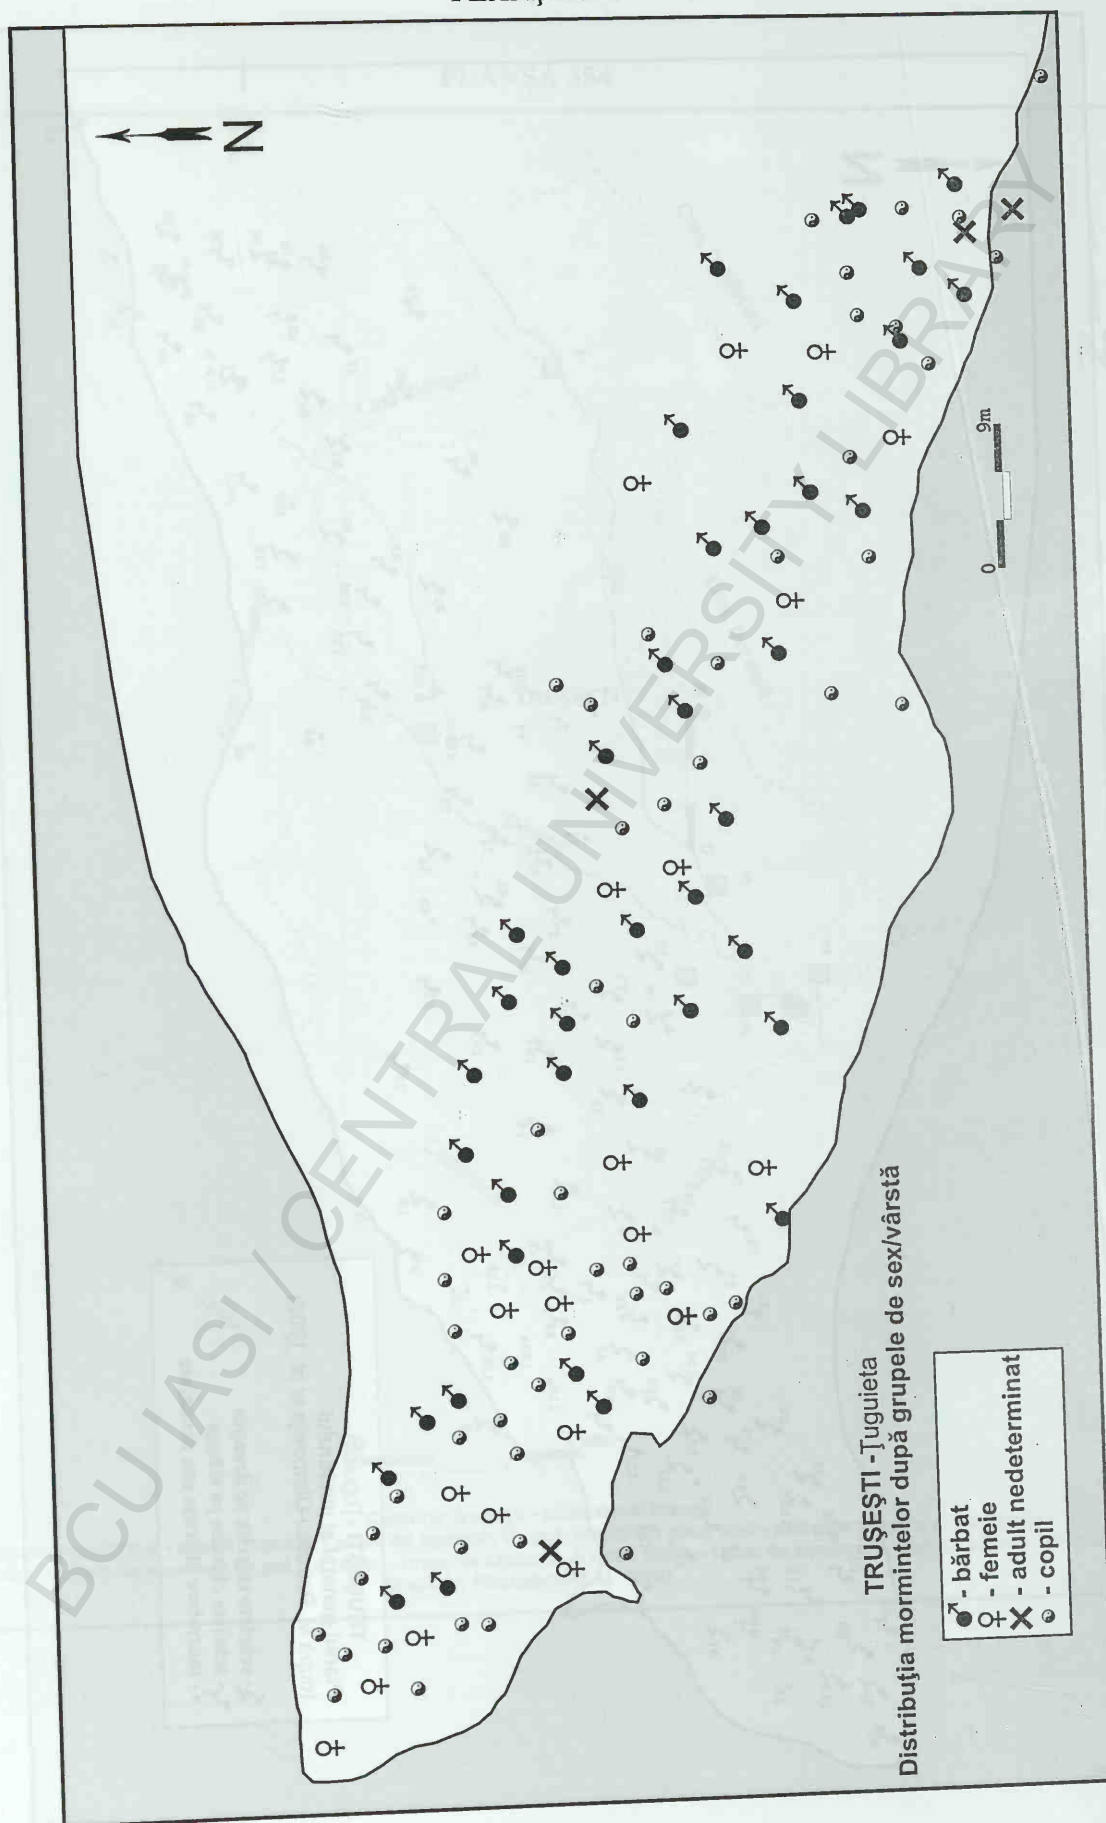 N
0 9m
TRUŞEŞTI -Ţuguieta
Distribuţia mormintelor după grupele de sex/vârstă
- bărbat
- femeie
- adult nedeterminat
- copil
BCU IASI / CENTRAL UNIVERSITY LIBRARY